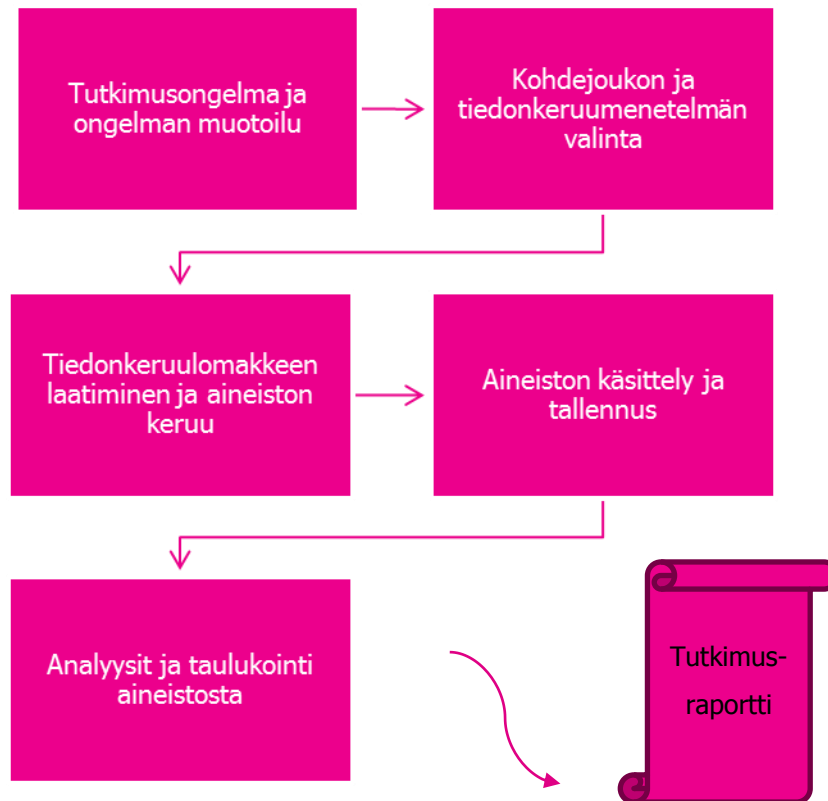 Tutkimusongelma ja
ongelman muotoilu
Kohdejoukon ja
tiedonkeruumenetelmän
valinta
Tiedonkeruulomakkeen
laatiminen ja aineiston
keruu
Aineiston käsittely ja
tallennus
Analyysit ja taulukointi
aineistosta
Tutkimus-
raportti